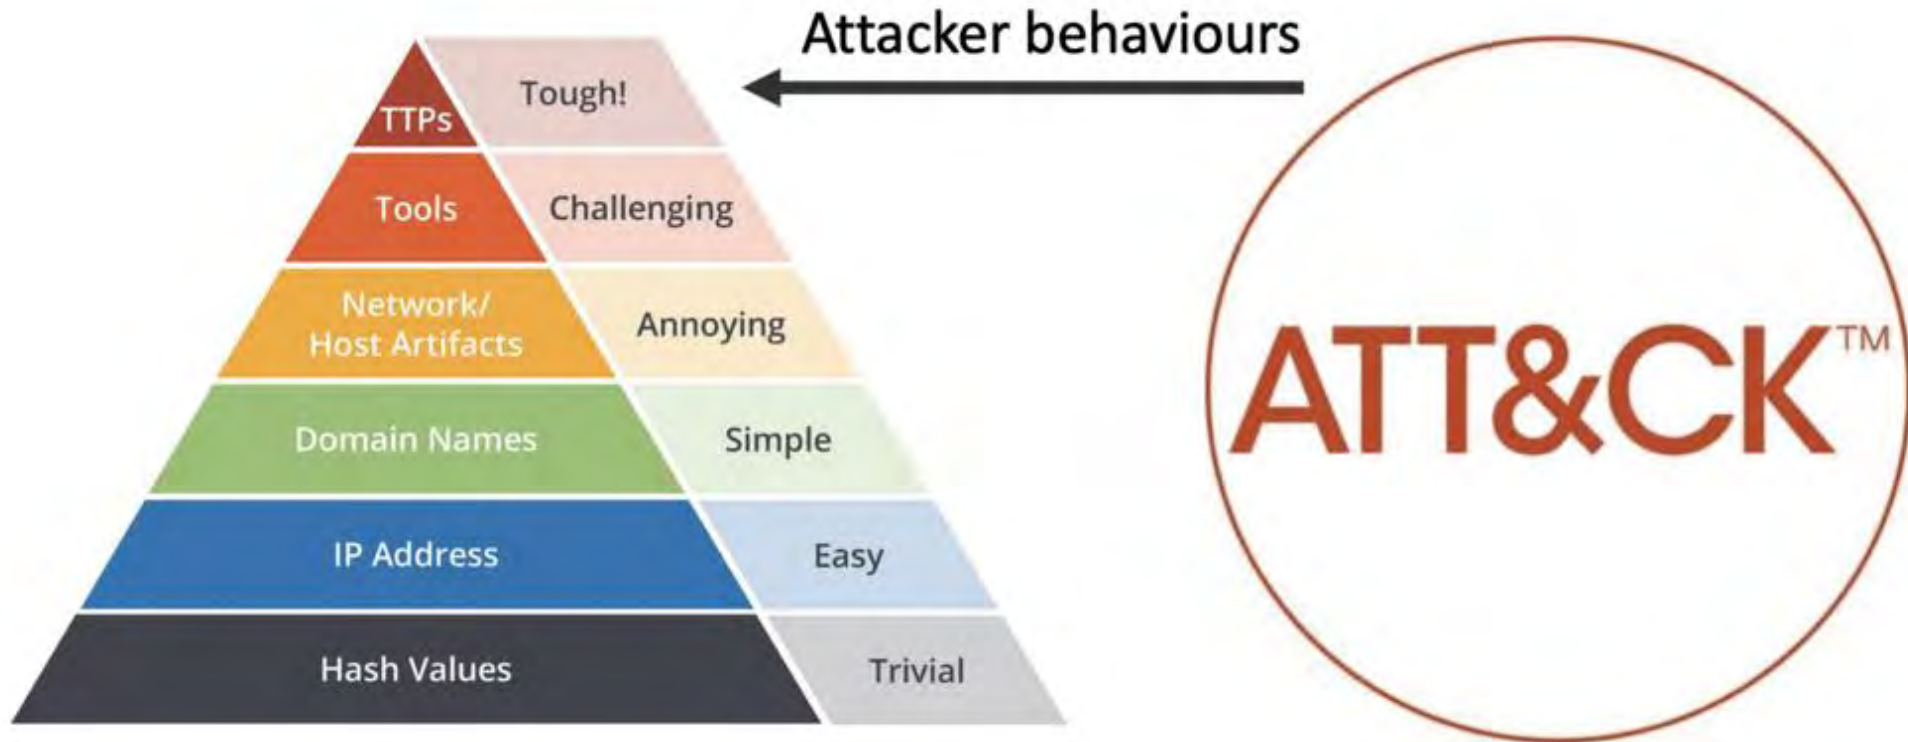 Attacker behaviours
TTPs
Tough!
Tools
Challenging
Network/
Host Artifacts
Annoying
Domain Names
Simple
IP Address
Easy
Hash Values
Trivial
ATT&CK™